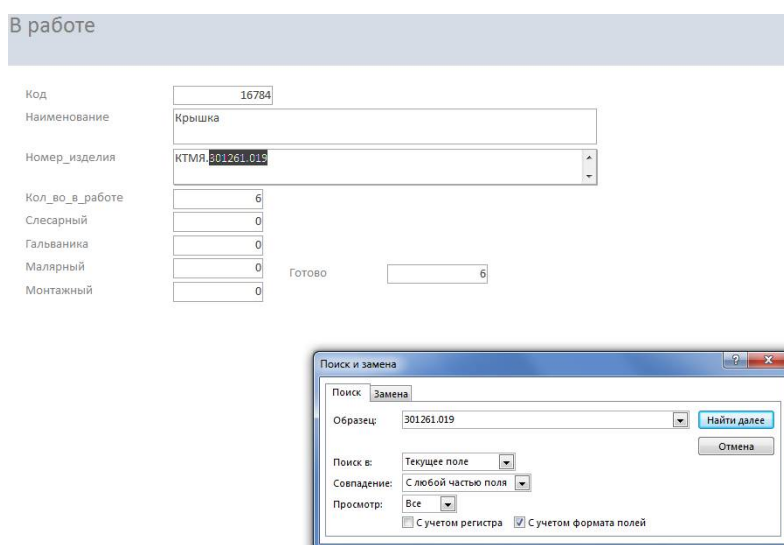 В работе
Код 16784
Наименование Крышка
Номер_изделия КТМЯ.301261.019
Кол_во_в_работе 6
Слесарный 0
Гальваника 0
Малярный 0 Готово 6
Монтажный 0
Поиск и замена
Поиск Замена
Образец: 301261.019 Найти далее
Отмена
Поиск в: Текущее поле
Совпадение: С любой частью поля
Просмотр: Все
С учетом регистра С учетом формата полей